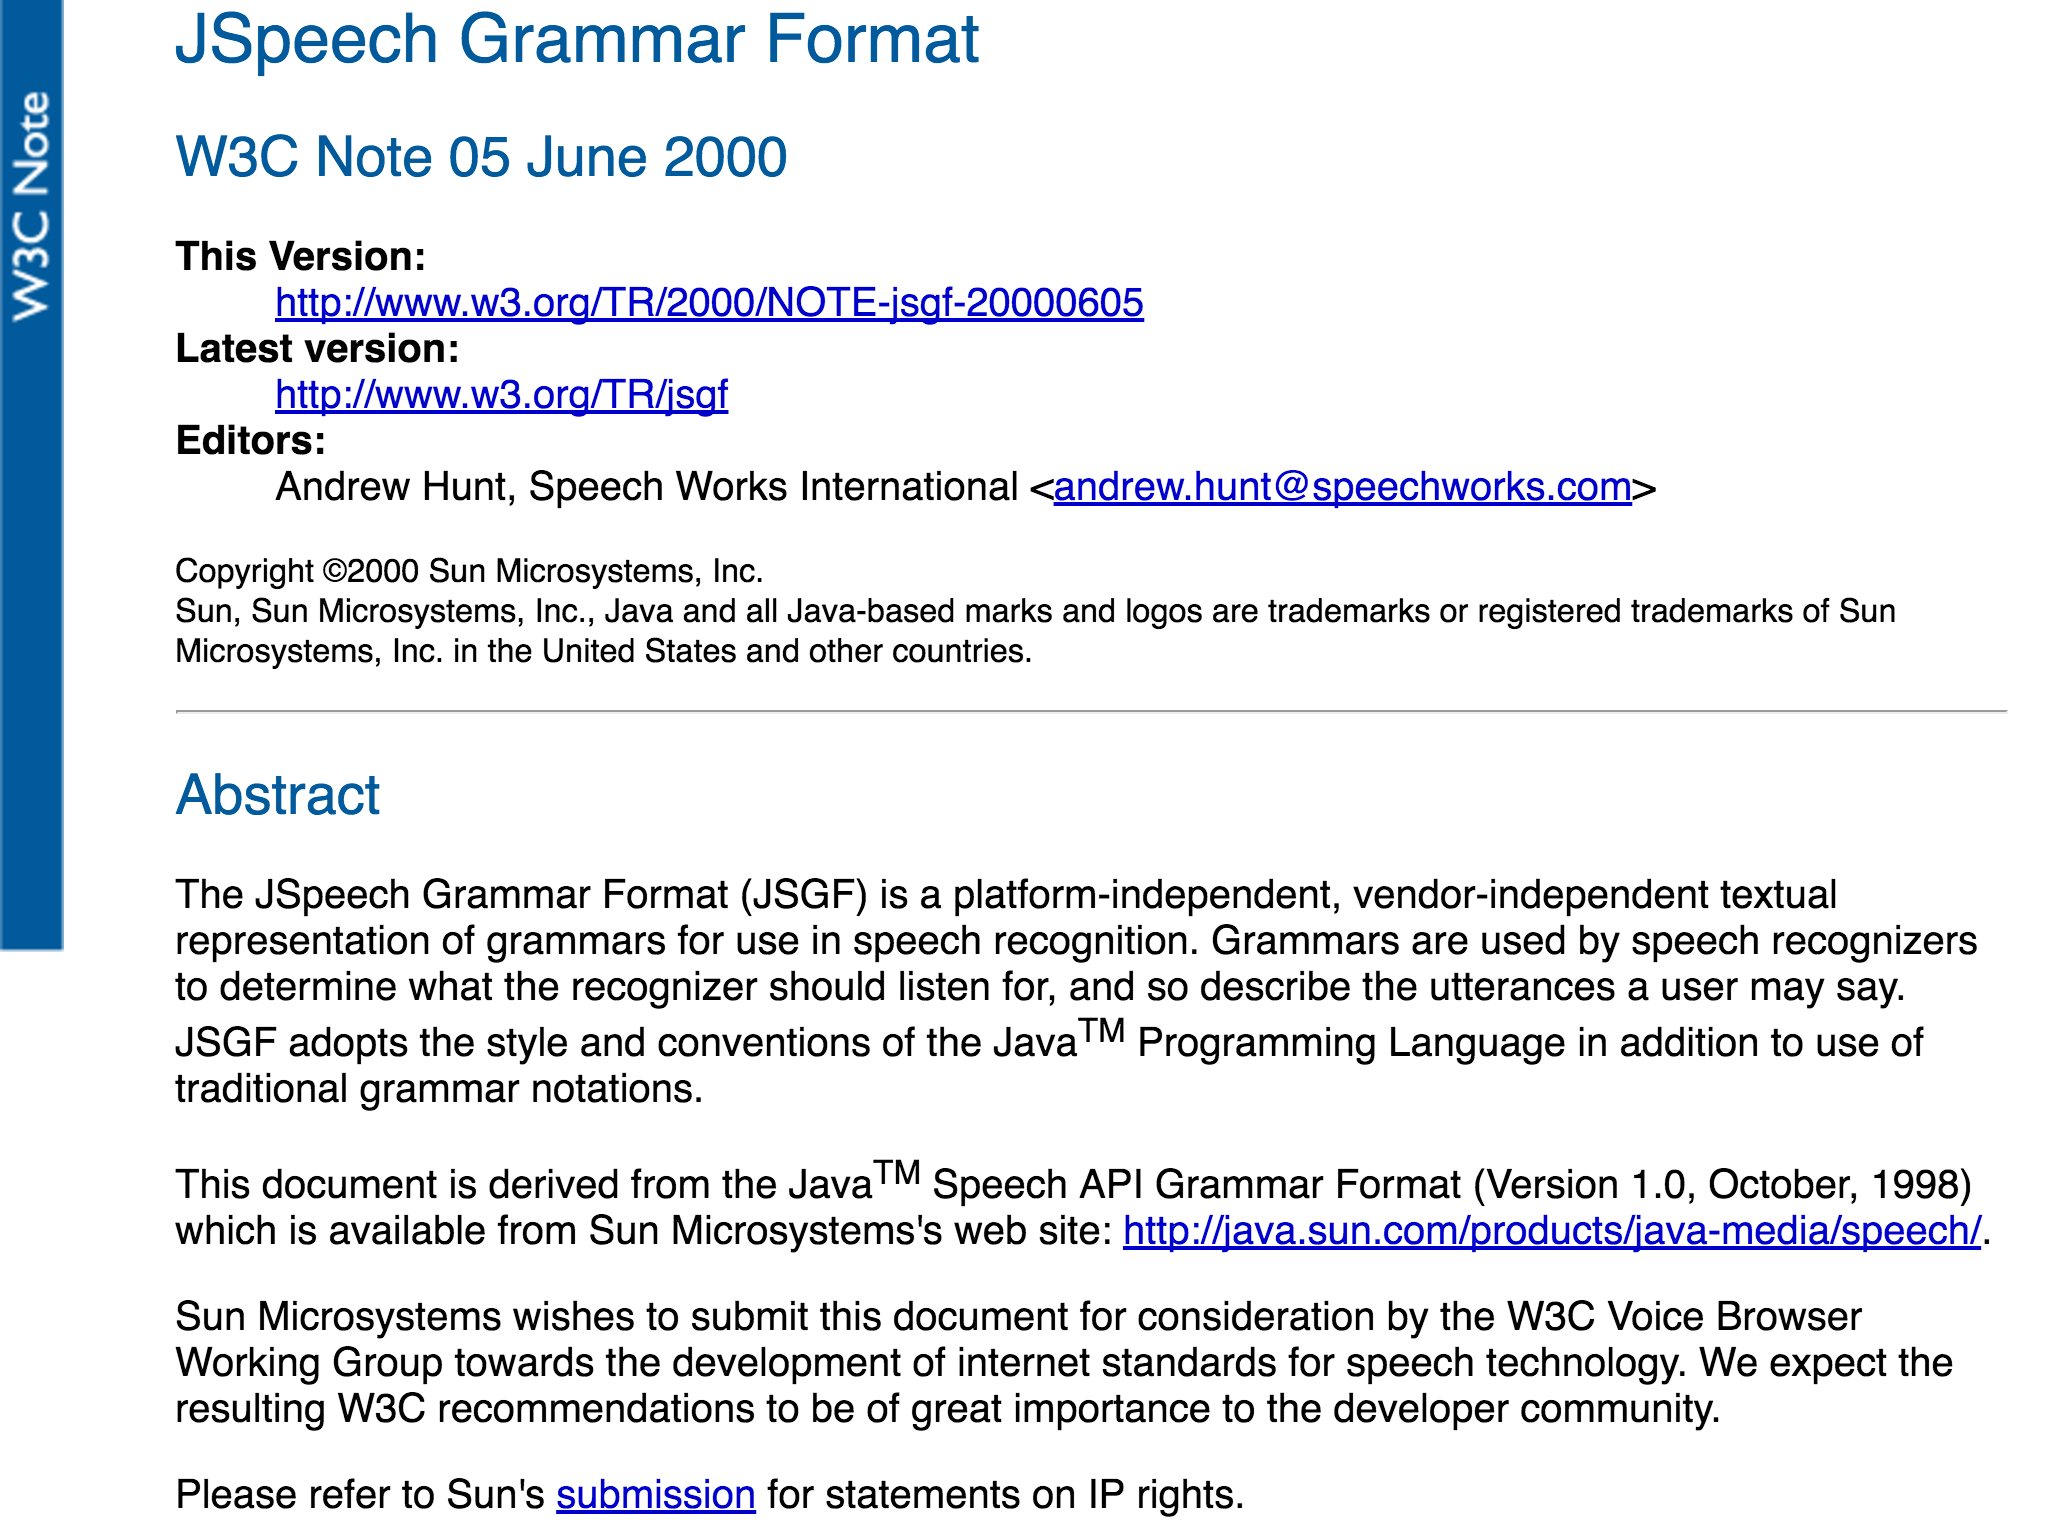 W3C Note
JSpeech Grammar Format
W3C Note 05 June 2000
This Version:
http://www.w3.org/TR/2000/NOTE-jsgf-20000605
Latest version:
http://www.w3.org/TR/jsgf
Editors:
Andrew Hunt, Speech Works International <andrew.hunt@speechworks.com>
Copyright ©2000 Sun Microsystems, Inc.
Sun, Sun Microsystems, Inc., Java and all Java-based marks and logos are trademarks or registered trademarks of Sun
Microsystems, Inc. in the United States and other countries.
Abstract
The JSpeech Grammar Format (JSGF) is a platform-independent, vendor-independent textual
representation of grammars for use in speech recognition. Grammars are used by speech recognizers
to determine what the recognizer should listen for, and so describe the utterances a user may say.
JSGF adopts the style and conventions of the Java™ Programming Language in addition to use of
traditional grammar notations.
This document is derived from the Java™ Speech API Grammar Format (Version 1.0, October, 1998)
which is available from Sun Microsystems's web site: http://java.sun.com/products/java-media/speech/.
Sun Microsystems wishes to submit this document for consideration by the W3C Voice Browser
Working Group towards the development of internet standards for speech technology. We expect the
resulting W3C recommendations to be of great importance to the developer community.
Please refer to Sun's submission for statements on IP rights.